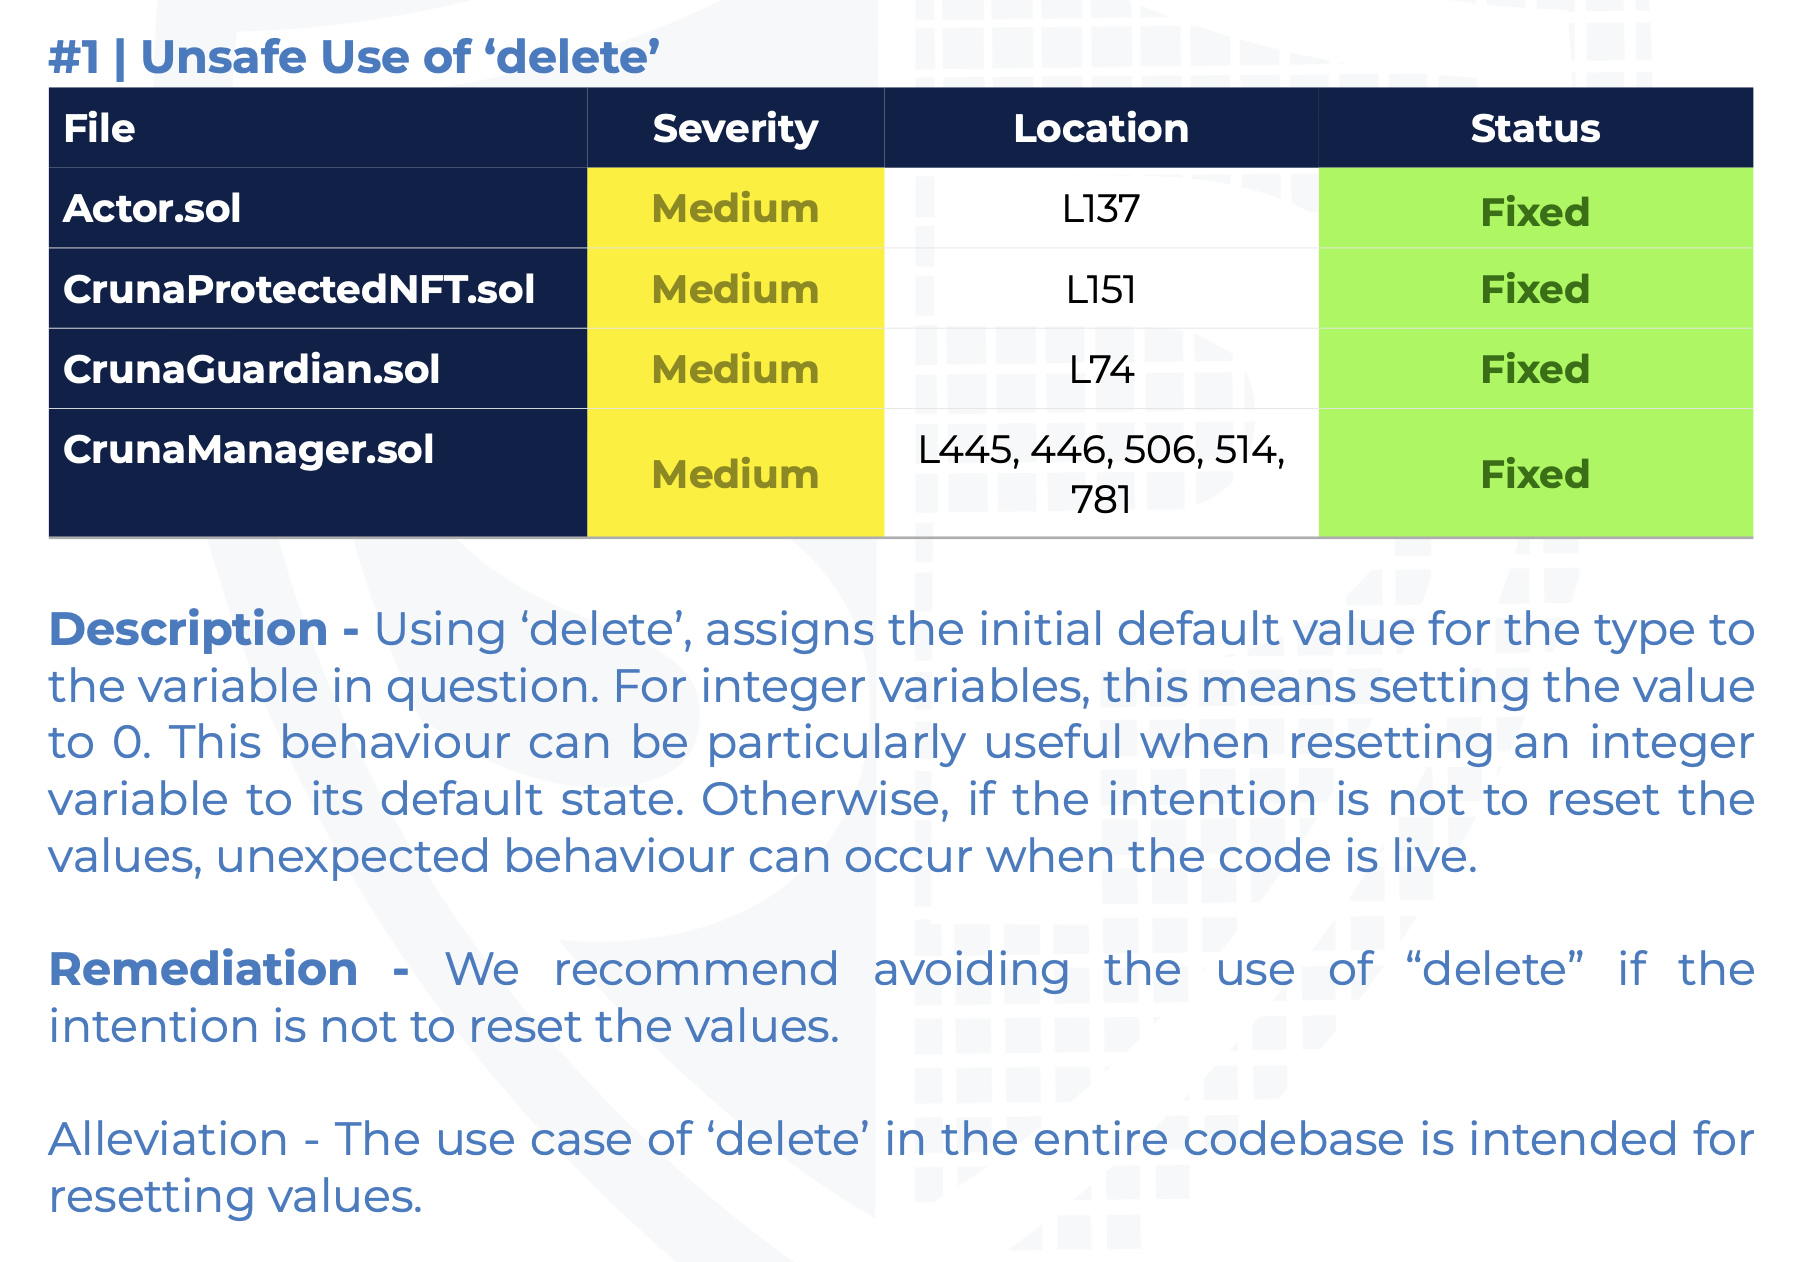 #1 | Unsafe Use of ‘delete’
File Severity Location Status
Actor.sol Medium L137 Fixed
CrunaProtectedNFT.sol Medium L151 Fixed
CrunaGuardian.sol Medium L74 Fixed
CrunaManager.sol Medium L445, 446, 506, 514, Fixed
781
Description - Using ‘delete’, assigns the initial default value for the type to
the variable in question. For integer variables, this means setting the value
to 0. This behaviour can be particularly useful when resetting an integer
variable to its default state. Otherwise, if the intention is not to reset the
values, unexpected behaviour can occur when the code is live.
Remediation - We recommend avoiding the use of “delete” if the
intention is not to reset the values.
Alleviation - The use case of ‘delete’ in the entire codebase is intended for
resetting values.